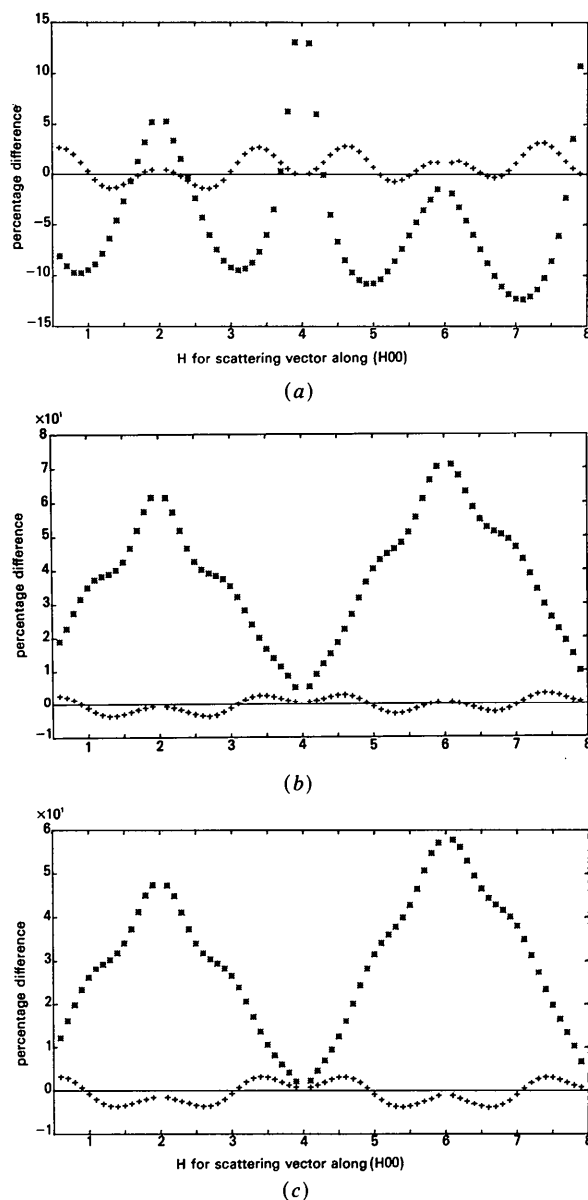 15
10
5
0
−5
−10
−15
percentage difference
1 2 3 4 5 6 7 8
H for scattering vector along (H00)
(a)
×10¹
8
7
6
5
4
3
2
1
0
−1
percentage difference
1 2 3 4 5 6 7 8
(b)
×10¹
6
5
4
3
2
1
0
−1
percentage difference
1 2 3 4 5 6 7 8
H for scattering vector along (H00)
(c)